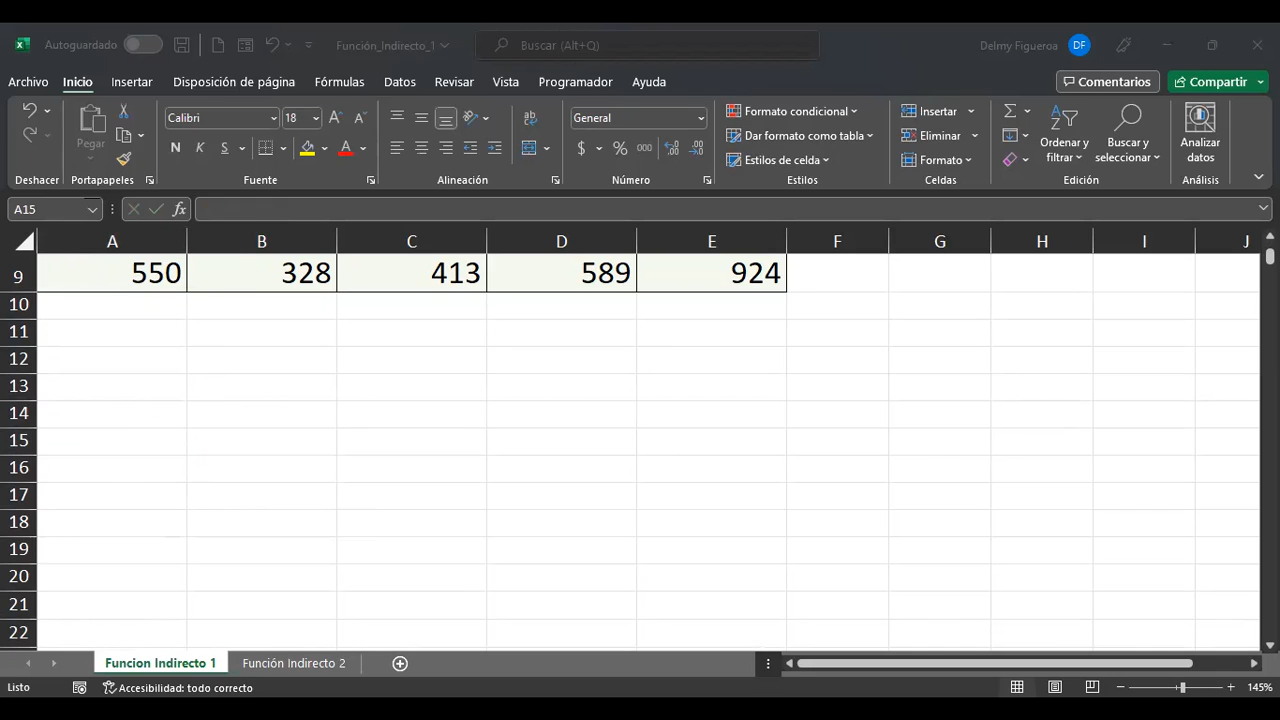 Autoguardado Función_Indirecto_1 Buscar (Alt+Q) Delmy Figueroa DF
Archivo Inicio Insertar Disposición de página Fórmulas Datos Revisar Vista Programador Ayuda Comentarios Compartir
Pegar Calibri 18 General Formato condicional Insertar
N K S $ % 000 Dar formato como tabla Eliminar Ordenar y filtrar Buscar y seleccionar Analizar datos
Estilos de celda Formato
Deshacer Portapapeles Fuente Alineación Número Estilos Celdas Edición Análisis
A15 fx
A B C D E F G H I J
9 550 328 413 589 924
10
11
12
13
14
15
16
17
18
19
20
21
22
Funcion Indirecto 1 Función Indirecto 2
Listo Accesibilidad: todo correcto 145%